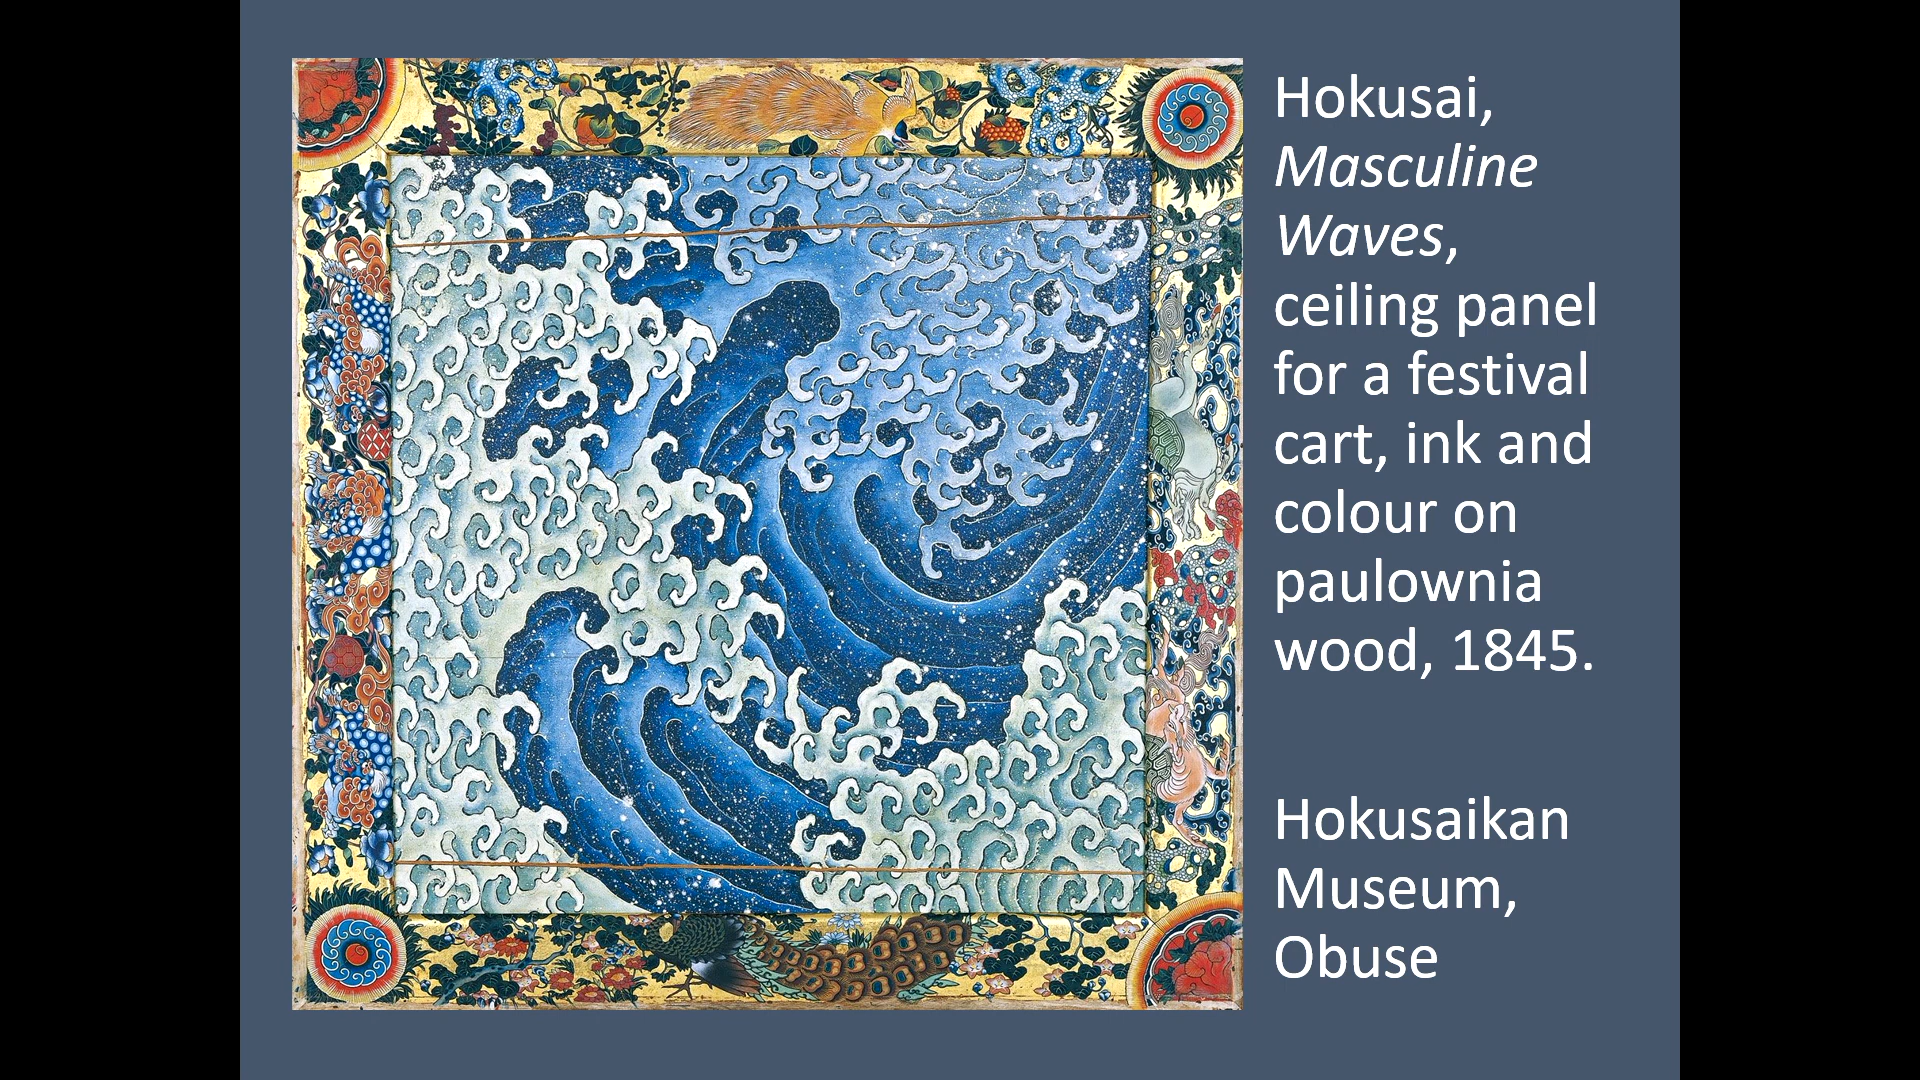 Hokusai,
Masculine
Waves,
ceiling panel
for a festival
cart, ink and
colour on
paulownia
wood, 1845.
Hokusaikan
Museum,
Obuse